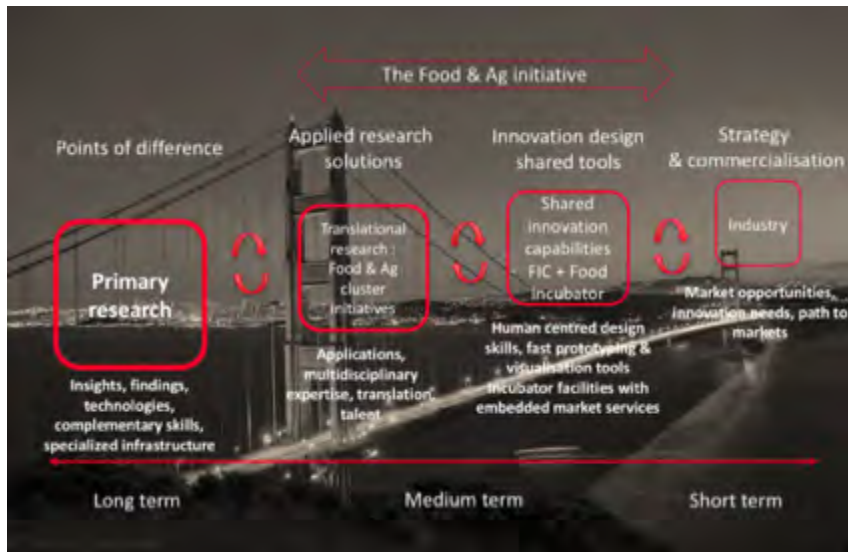 The Food & Ag initiative
Points of difference
Applied research
solutions
Innovation design
shared tools
Strategy
& commercialisation
Primary
research
Translational
research :
Food & Ag
cluster
initiatives
Shared
innovation
capabilities
FIC + Food
incubator
Industry
Insights, findings,
technologies,
complementary skills,
specialized infrastructure
Applications,
multidisciplinary
expertise, translation,
talent
Human centred design
skills, fast prototyping &
visualisation tools
Incubator facilities with
embedded market services
Market opportunities,
innovation needs, path to
markets
Long term
Medium term
Short term